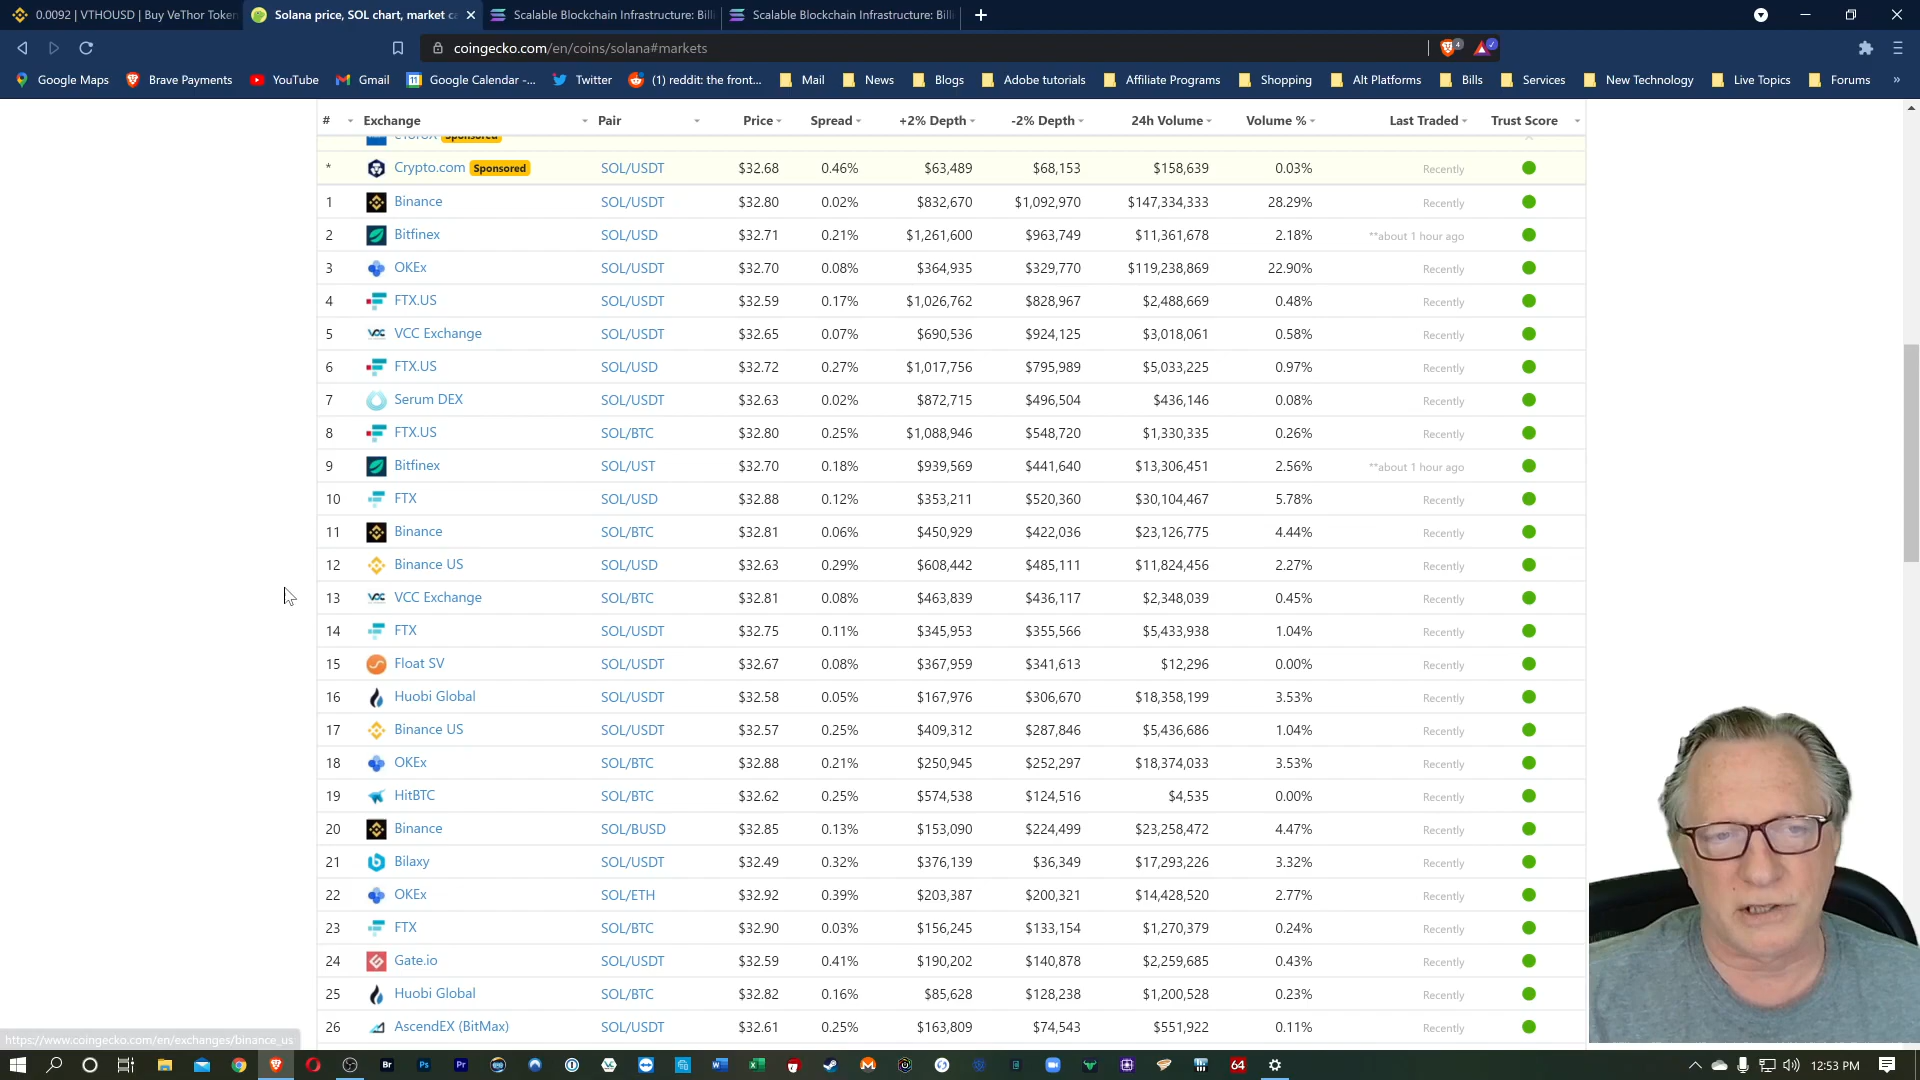 0.0092 | VTHOUSD | Buy VeThor Token
Solana price, SOL chart, market ca
Scalable Blockchain Infrastructure: Bill
Scalable Blockchain Infrastructure: Bill
coingecko.com/en/coins/solana#markets
4
Google Maps Brave Payments YouTube Gmail Google Calendar -... Twitter (1) reddit: the front... Mail News Blogs Adobe tutorials Affiliate Programs Shopping Alt Platforms Bills Services New Technology Live Topics Forums »
# Exchange Pair Price Spread +2% Depth -2% Depth 24h Volume Volume % Last Traded Trust Score
Sponsored
* Crypto.com Sponsored SOL/USDT $32.68 0.46% $63,489 $68,153 $158,639 0.03% Recently
1 Binance SOL/USDT $32.80 0.02% $832,670 $1,092,970 $147,334,333 28.29% Recently
2 Bitfinex SOL/USD $32.71 0.21% $1,261,600 $963,749 $11,361,678 2.18% **about 1 hour ago
3 OKEx SOL/USDT $32.70 0.08% $364,935 $329,770 $119,238,869 22.90% Recently
4 FTX.US SOL/USDT $32.59 0.17% $1,026,762 $828,967 $2,488,669 0.48% Recently
5 VCC Exchange SOL/USDT $32.65 0.07% $690,536 $924,125 $3,018,061 0.58% Recently
6 FTX.US SOL/USD $32.72 0.27% $1,017,756 $795,989 $5,033,225 0.97% Recently
7 Serum DEX SOL/USDT $32.63 0.02% $872,715 $496,504 $436,146 0.08% Recently
8 FTX.US SOL/BTC $32.80 0.25% $1,088,946 $548,720 $1,330,335 0.26% Recently
9 Bitfinex SOL/UST $32.70 0.18% $939,569 $441,640 $13,306,451 2.56% **about 1 hour ago
10 FTX SOL/USD $32.88 0.12% $353,211 $520,360 $30,104,467 5.78% Recently
11 Binance SOL/BTC $32.81 0.06% $450,929 $422,036 $23,126,775 4.44% Recently
12 Binance US SOL/USD $32.63 0.29% $608,442 $485,111 $11,824,456 2.27% Recently
13 VCC Exchange SOL/BTC $32.81 0.08% $463,839 $436,117 $2,348,039 0.45% Recently
14 FTX SOL/USDT $32.75 0.11% $345,953 $355,566 $5,433,938 1.04% Recently
15 Float SV SOL/USDT $32.67 0.08% $367,959 $341,613 $12,296 0.00% Recently
16 Huobi Global SOL/USDT $32.58 0.05% $167,976 $306,670 $18,358,199 3.53% Recently
17 Binance US SOL/USDT $32.57 0.25% $409,312 $287,846 $5,436,686 1.04% Recently
18 OKEx SOL/BTC $32.88 0.21% $250,945 $252,297 $18,374,033 3.53% Recently
19 HitBTC SOL/BTC $32.62 0.25% $574,538 $124,516 $4,535 0.00% Recently
20 Binance SOL/BUSD $32.85 0.13% $153,090 $224,499 $23,258,472 4.47% Recently
21 Bilaxy SOL/USDT $32.49 0.32% $376,139 $36,349 $17,293,226 3.32% Recently
22 OKEx SOL/ETH $32.92 0.39% $203,387 $200,321 $14,428,520 2.77% Recently
23 FTX SOL/BTC $32.90 0.03% $156,245 $133,154 $1,270,379 0.24% Recently
24 Gate.io SOL/USDT $32.59 0.41% $190,202 $140,878 $2,259,685 0.43% Recently
25 Huobi Global SOL/BTC $32.82 0.16% $85,628 $128,238 $1,200,528 0.23% Recently
26 AscendEX (BitMax) SOL/USDT $32.61 0.25% $163,809 $74,543 $551,922 0.11% Recently
https://www.coingecko.com/en/exchanges/binance_us
Br Ps Pr 64 12:53 PM